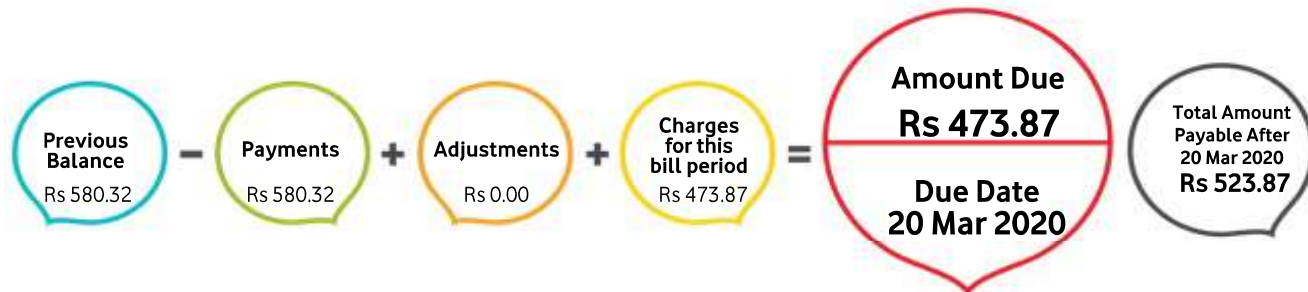 Previous
Balance
Rs 580.32
-
Payments
Rs 580.32
+
Adjustments
Rs 0.00
+
Charges
for this
bill period
Rs 473.87
=
Amount Due
Rs 473.87
Due Date
20 Mar 2020
Total Amount
Payable After
20 Mar 2020
Rs 523.87